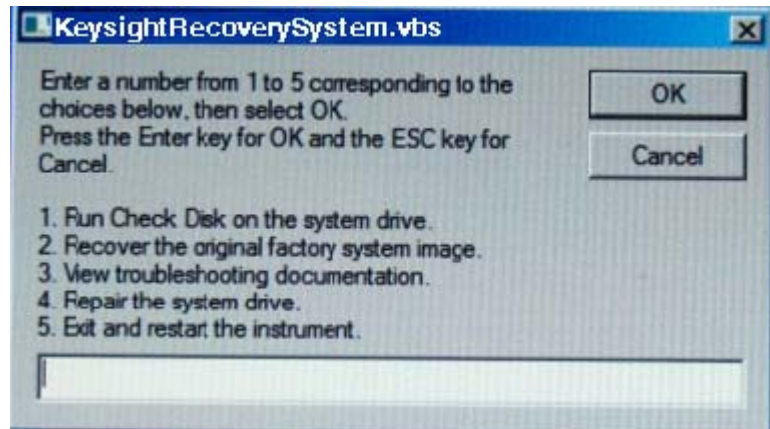 KeysightRecoverySystem.vbs
Enter a number from 1 to 5 corresponding to the
choices below, then select OK.
Press the Enter key for OK and the ESC key for
Cancel.
OK
Cancel
1. Run Check Disk on the system drive.
2. Recover the original factory system image.
3. View troubleshooting documentation.
4. Repair the system drive.
5. Exit and restart the instrument.